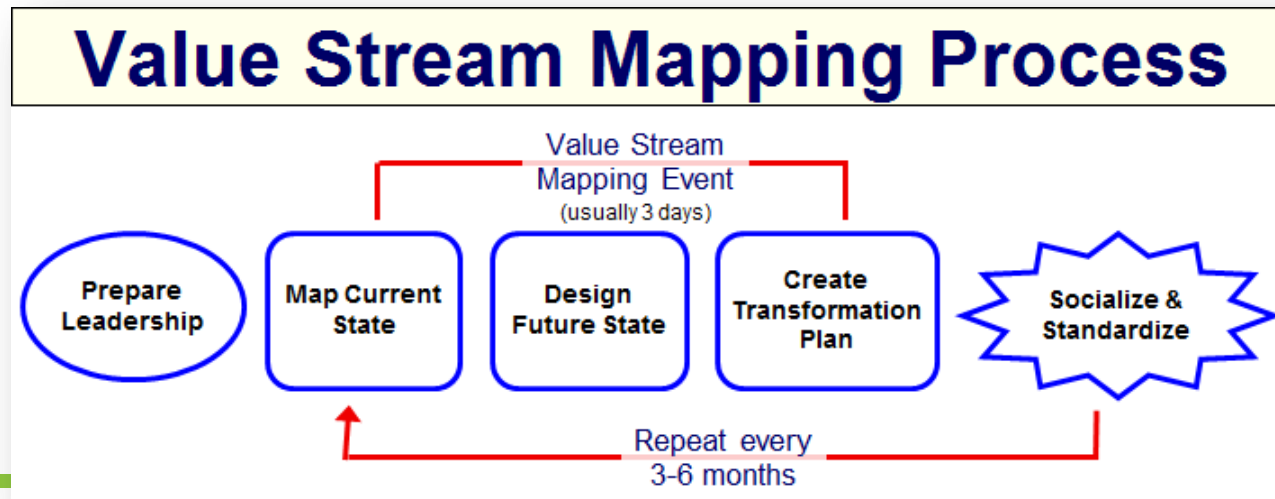 Value Stream Mapping Process
Value Stream
Mapping Event
(usually 3 days)
Prepare
Leadership
Map Current
State
Design
Future State
Create
Transformation
Plan
Socialize &
Standardize
Repeat every
3-6 months